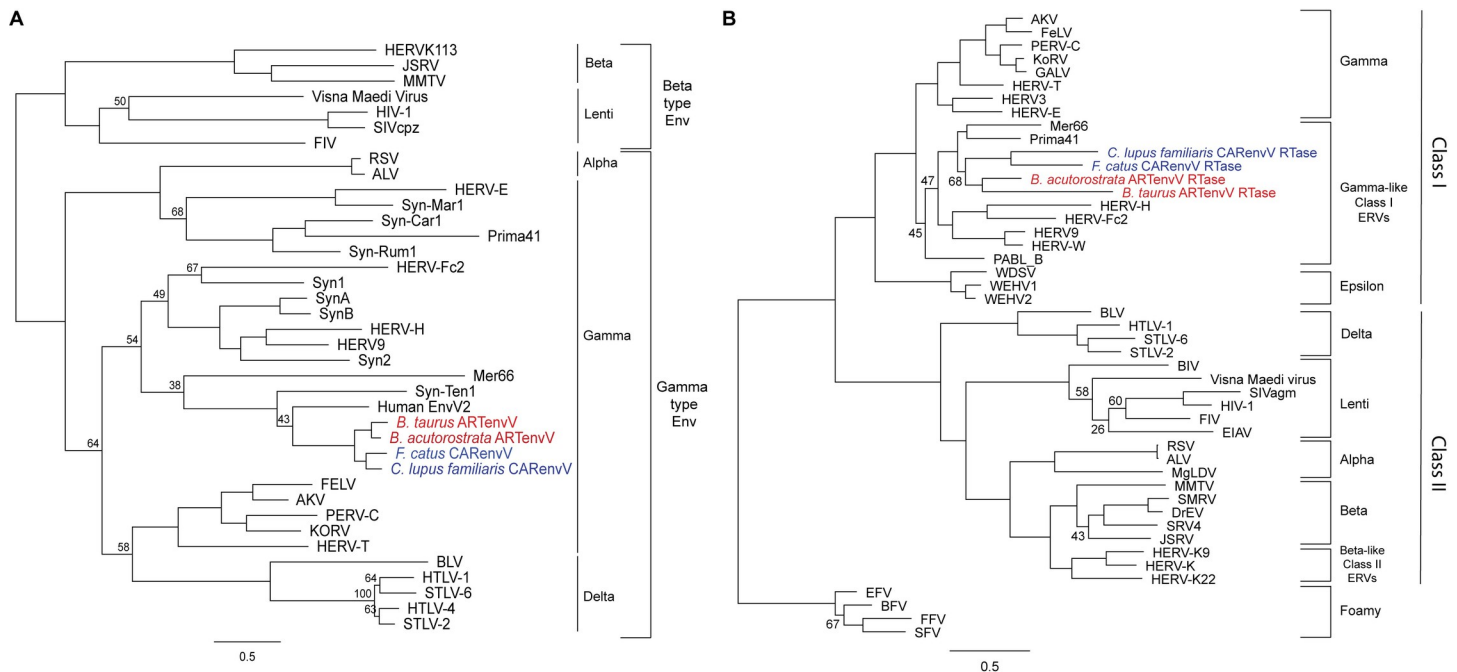 A
HERVK113
JSRV
MMTV
50
Visna Maedi Virus
HIV-1
SIVcpz
FIV
RSV
ALV
HERV-E
Syn-Mar1
68
Syn-Car1
Prima41
Syn-Rum1
67
HERV-Fc2
Syn1
49
SynA
SynB
54
HERV-H
HERV9
Syn2
38
Mer66
Syn-Ten1
Human EnvV2
43
B. taurus ARTenvV
B. acutorostrata ARTenvV
64
F. catus CARenvV
C. lupus familiaris CARenvV
FELV
AKV
PERV-C
KORV
58
HERV-T
BLV
64
HTLV-1
STLV-6
100
63
HTLV-4
STLV-2
Beta
Lenti
Alpha
Gamma
Delta
Beta
type
Env
Gamma
type
Env
0.5
B
AKV
FeLV
PERV-C
KoRV
GALV
HERV-T
HERV3
HERV-E
Mer66
Prima41
C. lupus familiaris CARenvV RTase
F. catus CARenvV RTase
47
68
B. acutorostrata ARTenvV RTase
B. taurus ARTenvV RTase
HERV-H
HERV-Fc2
45
HERV9
HERV-W
PABL_B
WDSV
WEHV1
WEHV2
BLV
HTLV-1
STLV-6
STLV-2
BIV
Visna Maedi virus
58
SIVagm
60
HIV-1
FIV
26
EIAV
RSV
ALV
MgLDV
MMTV
SMRV
DrEV
SRV4
43
JSRV
HERV-K9
HERV-K
HERV-K22
EFV
BFV
67
FFV
SFV
Gamma
Gamma-like
Class I
ERVs
Epsilon
Delta
Lenti
Alpha
Beta
Beta-like
Class II
ERVs
Foamy
Class I
Class II
0.5